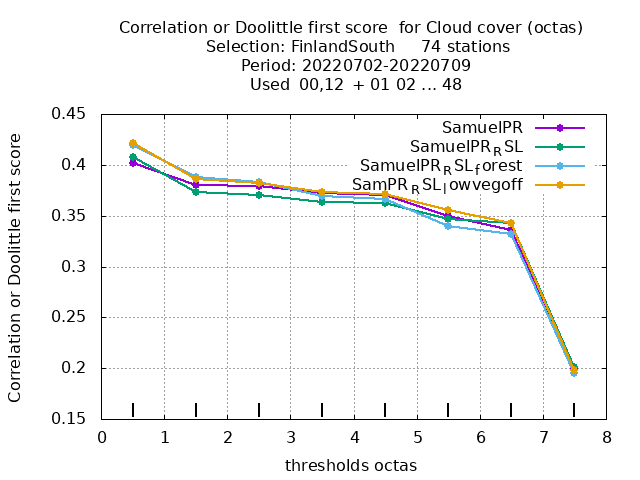 Correlation or Doolittle first score  for Cloud cover (octas)
Selection: FinlandSouth     74 stations
Period: 20220702-20220709
Used  00,12  + 01 02 ... 48
Correlation or Doolittle first score
0.45
0.4
0.35
0.3
0.25
0.2
0.15
SamuelPR
SamuelPR_RSL
SamuelPR_RSL_forest
SamPR_RSL_lowvegoff
0 1 2 3 4 5 6 7 8
thresholds octas